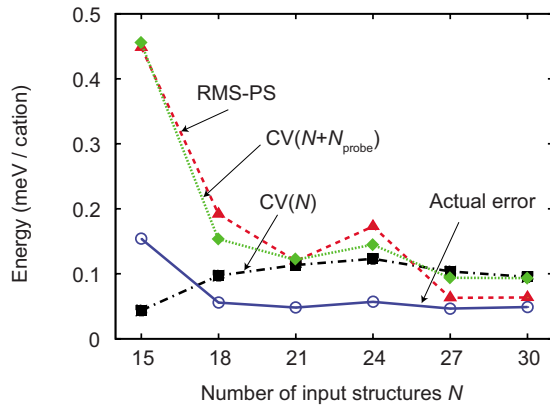 0.5
0.4
0.3
0.2
0.1
0
Energy (meV / cation)
RMS-PS
CV(N+N_probe)
CV(N)
Actual error
15 18 21 24 27 30
Number of input structures N